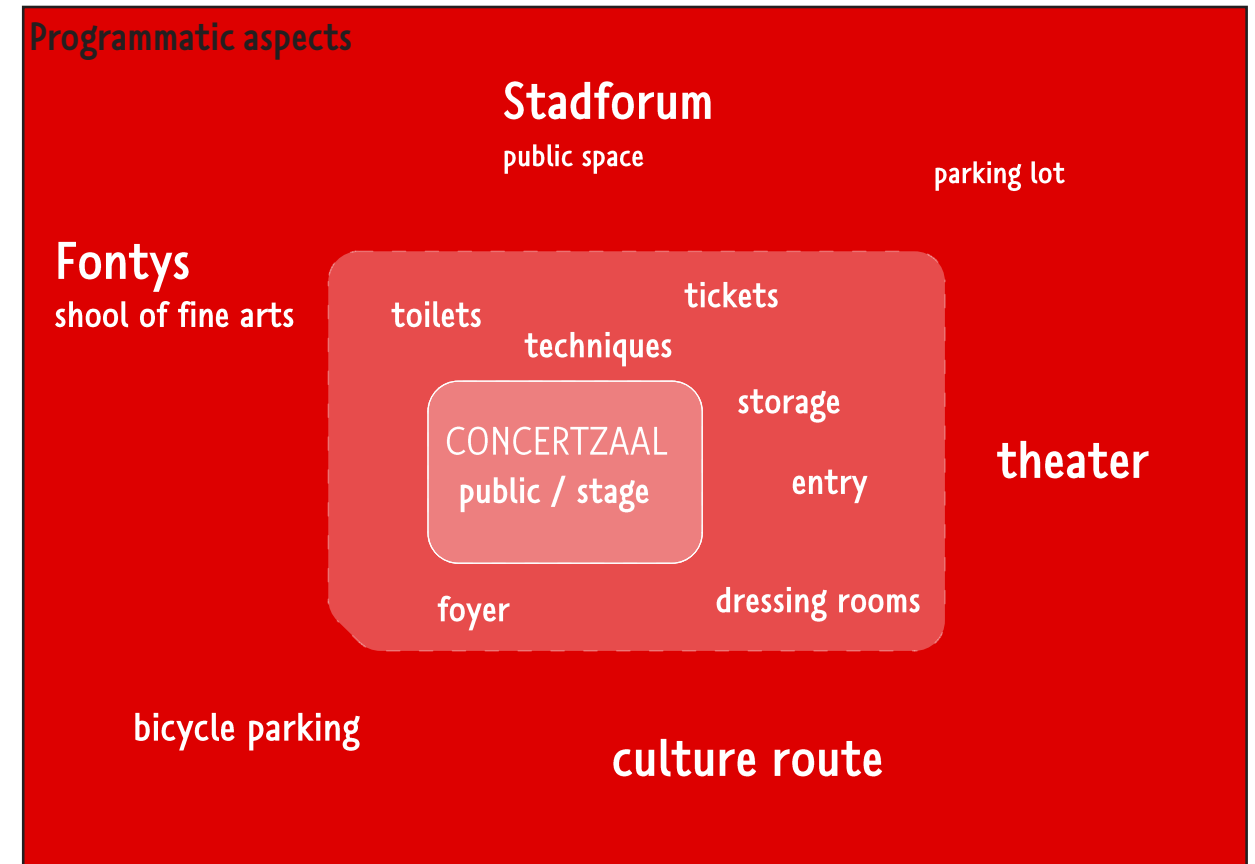 Programmatic aspects
Stadforum
public space
parking lot
Fontys
shool of fine arts
tickets
toilets
techniques
storage
CONCERTZAAL
public / stage
theater
entry
dressing rooms
foyer
bicycle parking
culture route